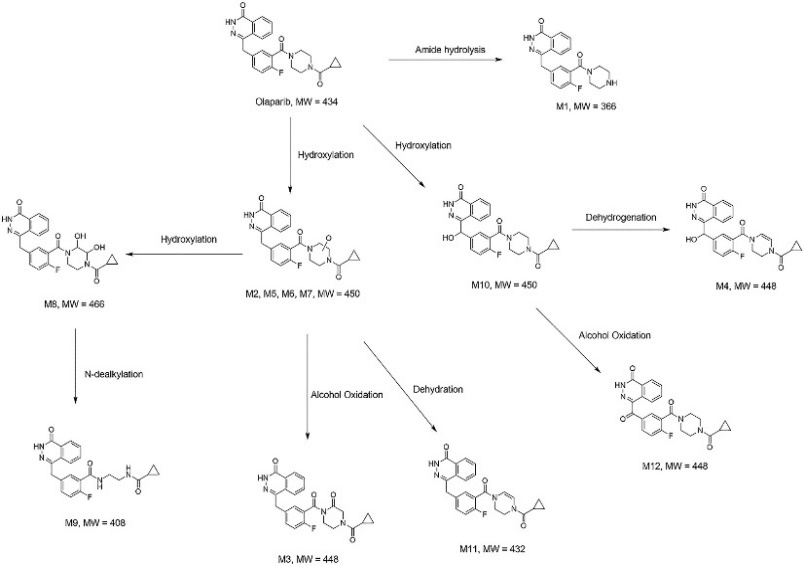 Amide hydrolysis
Olaparib, MW = 434
M1, MW = 366
Hydroxylation
Hydroxylation
Hydroxylation
Dehydrogenation
M8, MW = 466
M2, M5, M6, M7, MW = 450
M10, MW = 450
M4, MW = 448
N-dealkylation
Alcohol Oxidation
Dehydration
Alcohol Oxidation
M12, MW = 448
M9, MW = 408
M3, MW = 448
M11, MW = 432